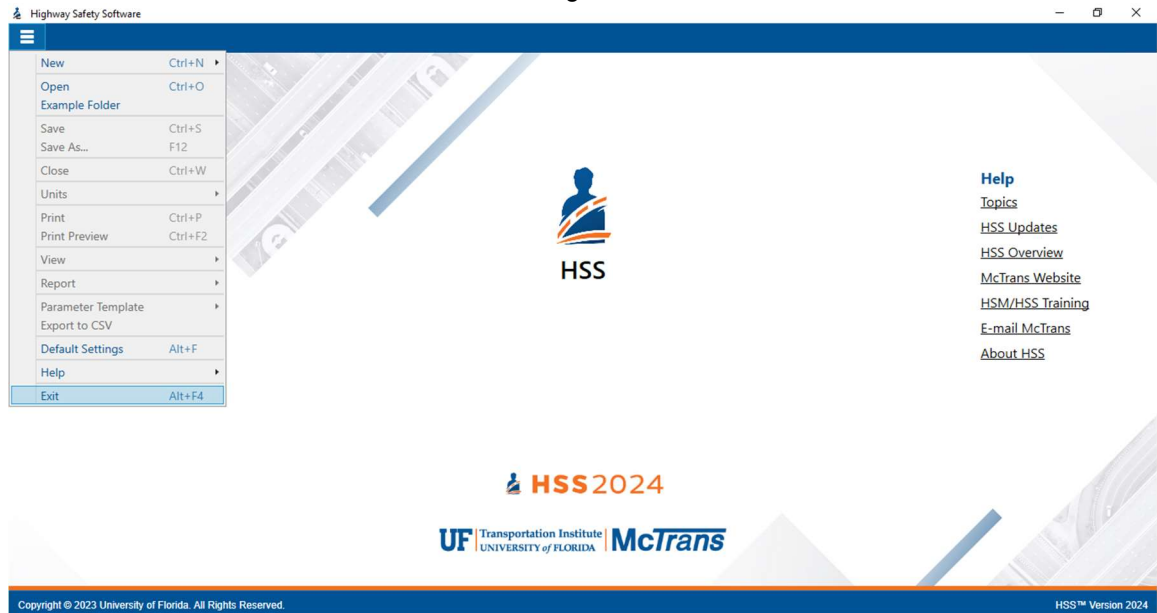 Highway Safety Software
New Ctrl+N
Open Ctrl+O
Example Folder
Save Ctrl+S
Save As... F12
Close Ctrl+W
Units
Print Ctrl+P
Print Preview Ctrl+F2
View
Report
Parameter Template
Export to CSV
Default Settings Alt+F
Help
Exit Alt+F4
HSS
Help
Topics
HSS Updates
HSS Overview
McTrans Website
HSM/HSS Training
E-mail McTrans
About HSS
HSS2024
UF Transportation Institute
UNIVERSITY of FLORIDA
McTrans
Copyright © 2023 University of Florida. All Rights Reserved.
HSS™ Version 2024